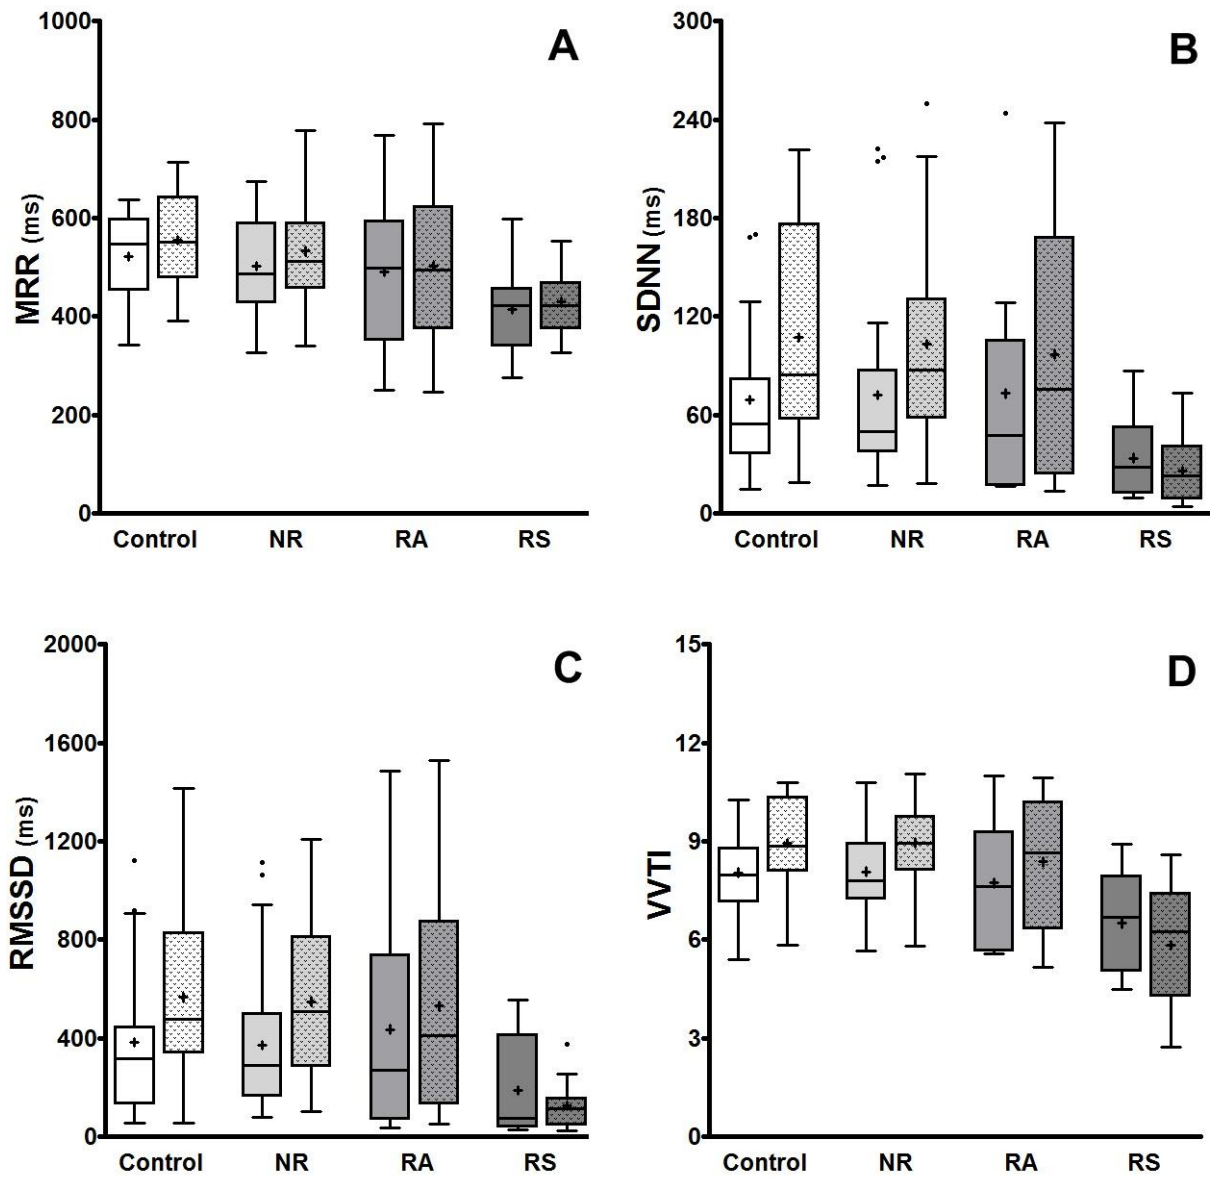 A
MRR (ms)
1000
800
600
400
200
0
Control NR RA RS
B
SDNN (ms)
300
240
180
120
60
0
Control NR RA RS
C
RMSSD (ms)
2000
1600
1200
800
400
0
Control NR RA RS
D
VVTI
15
12
9
6
3
0
Control NR RA RS